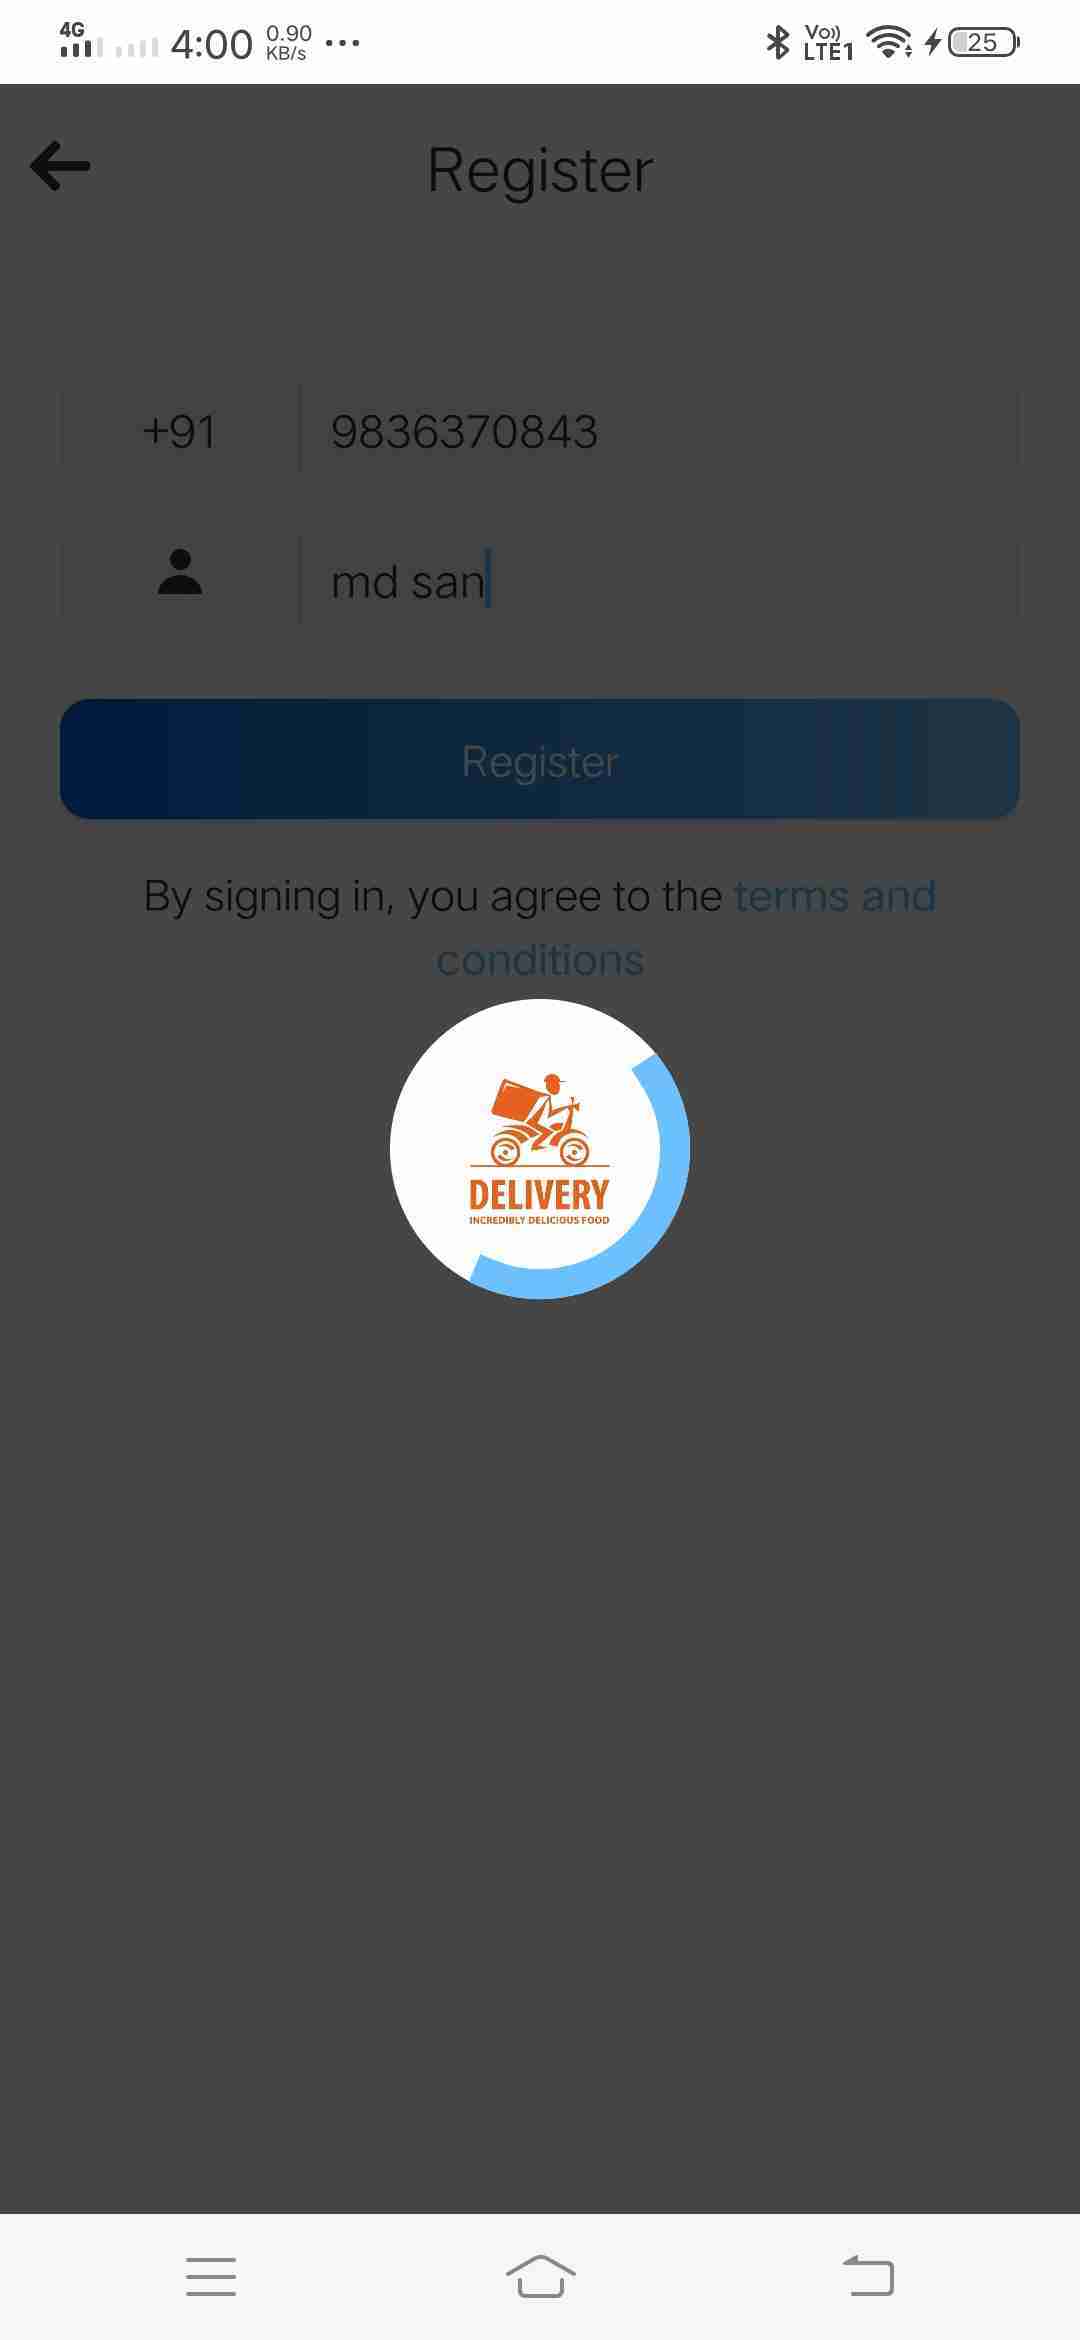 4G 4:00 0.90 KB/s ... Vo)) LTE1 25
Register
+91 9836370843
md san
Register
By signing in, you agree to the terms and
conditions
DELIVERY
INCREDIBLY DELICIOUS FOOD